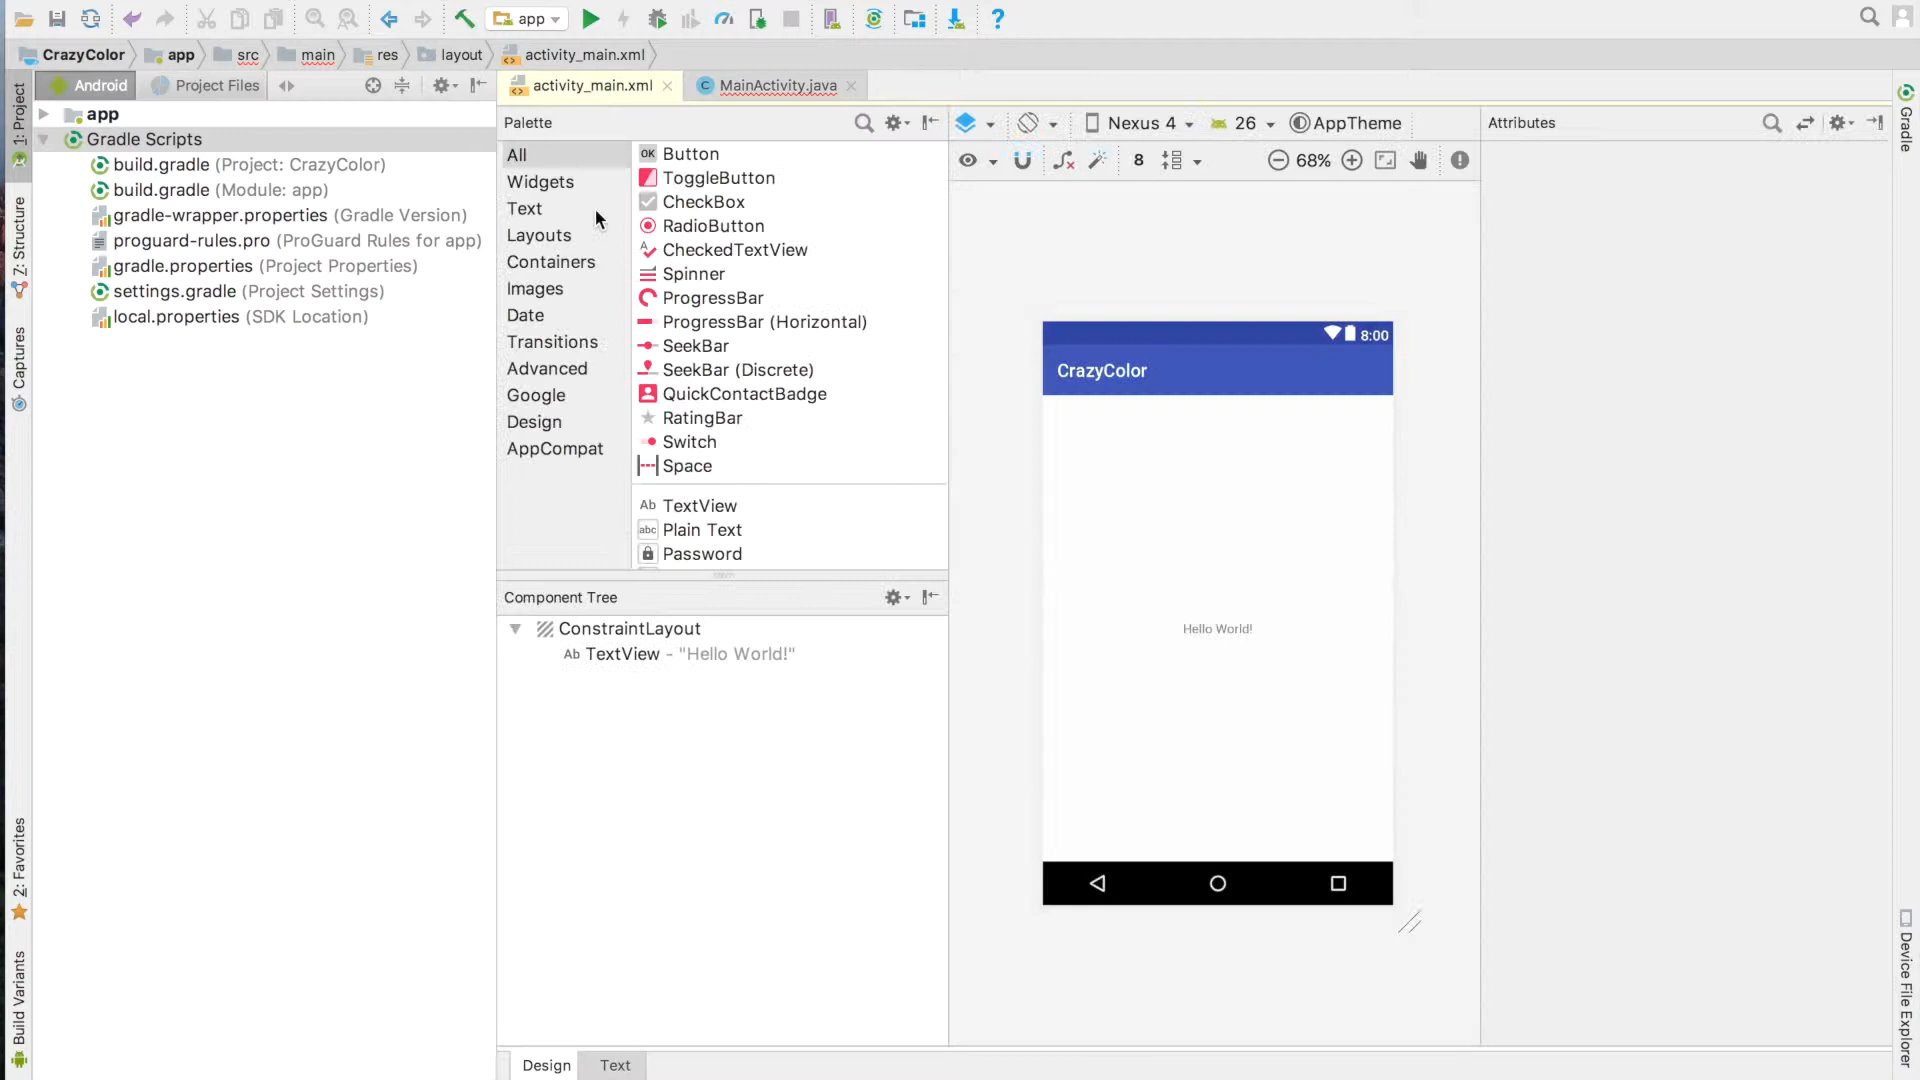 app
CrazyColor app src main res layout activity_main.xml
Android Project Files
activity_main.xml MainActivity.java
1: Project
7: Structure
Captures
2: Favorites
Build Variants
app
Gradle Scripts
build.gradle (Project: CrazyColor)
build.gradle (Module: app)
gradle-wrapper.properties (Gradle Version)
proguard-rules.pro (ProGuard Rules for app)
gradle.properties (Project Properties)
settings.gradle (Project Settings)
local.properties (SDK Location)
Palette
All
Widgets
Text
Layouts
Containers
Images
Date
Transitions
Advanced
Google
Design
AppCompat
OK Button
ToggleButton
CheckBox
RadioButton
A CheckedTextView
Spinner
ProgressBar
ProgressBar (Horizontal)
SeekBar
SeekBar (Discrete)
QuickContactBadge
RatingBar
Switch
Space
Ab TextView
abc Plain Text
Password
Component Tree
ConstraintLayout
Ab TextView - "Hello World!"
Design Text
Nexus 4 26 AppTheme
8 68%
8:00
CrazyColor
Hello World!
Attributes
Gradle
Device File Explorer